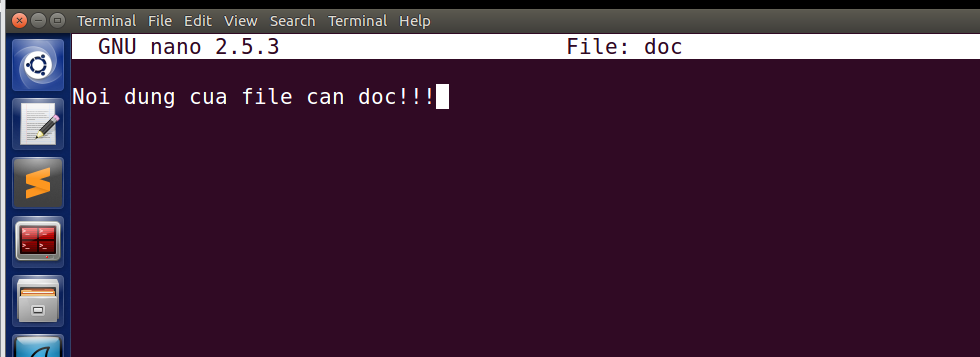 Terminal File Edit View Search Terminal Help
GNU nano 2.5.3 File: doc
Noi dung cua file can doc!!!